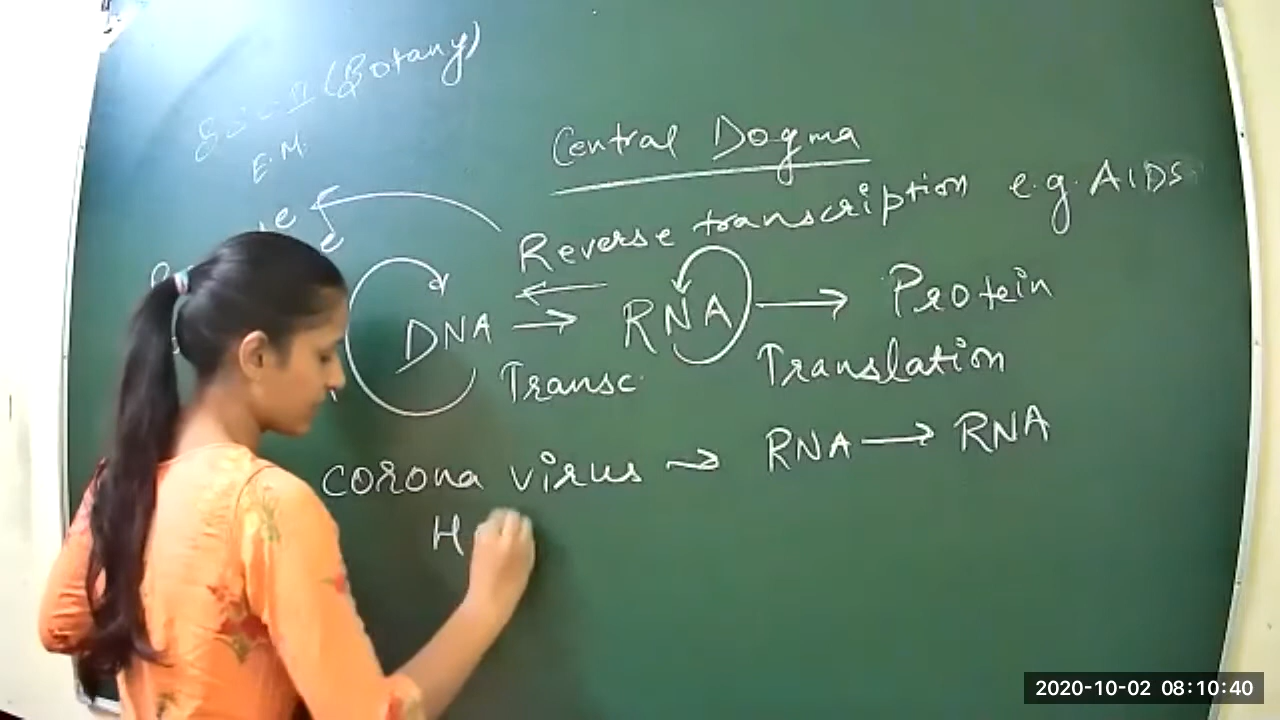 (Botany)
E.M.
Central Dogma
Reverse transcription e.g. AIDS
DNA → RNA → Protein
Transc.
Translation
corona virus → RNA → RNA
H
2020-10-02 08:10:40